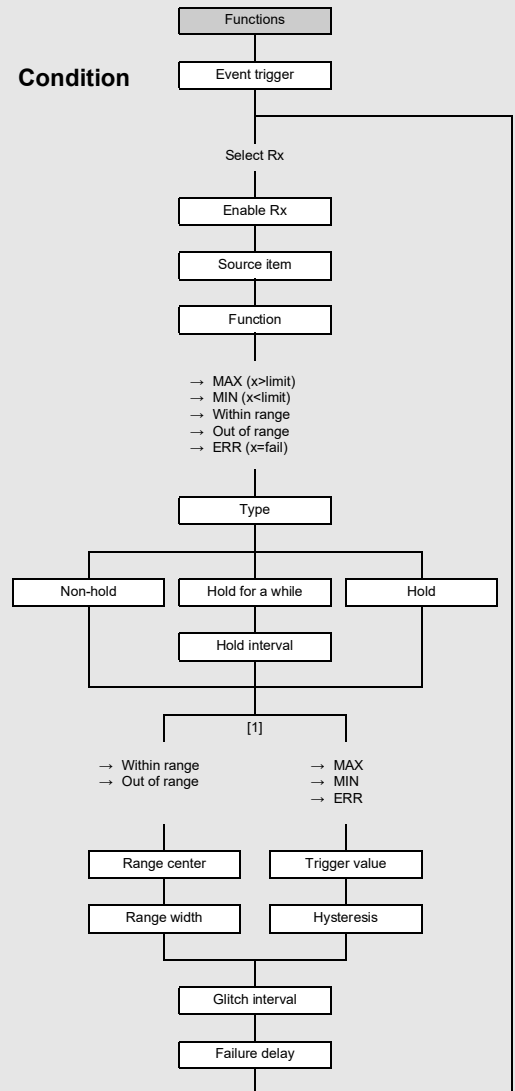 Functions
Condition
Event trigger
Select Rx
Enable Rx
Source item
Function
→ MAX (x>limit)
→ MIN (x<limit)
→ Within range
→ Out of range
→ ERR (x=fail)
Type
Non-hold
Hold for a while
Hold
Hold interval
[1]
→ Within range
→ Out of range
→ MAX
→ MIN
→ ERR
Range center
Trigger value
Range width
Hysteresis
Glitch interval
Failure delay